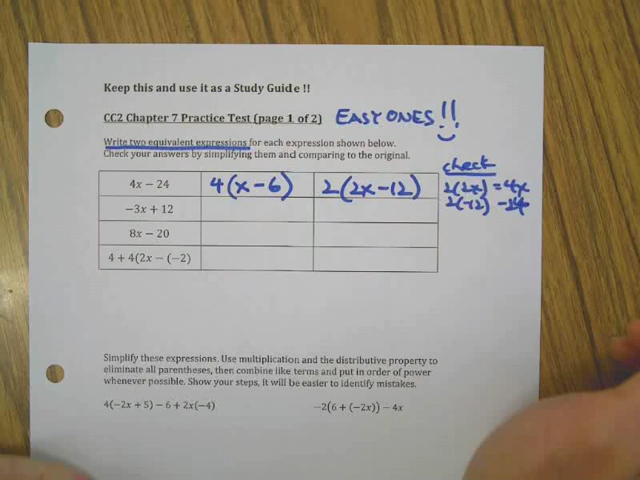 Keep this and use it as a Study Guide !!
CC2 Chapter 7 Practice Test (page 1 of 2) EASY ONES !!
Write two equivalent expressions for each expression shown below.
Check your answers by simplifying them and comparing to the original.
check
4x − 24 4(x − 6) 2(2x − 12) 2(2x) = 4x
2(-12) -24
−3x + 12
8x − 20
4 + 4(2x − (−2)
Simplify these expressions. Use multiplication and the distributive property to
eliminate all parentheses, then combine like terms and put in order of power
whenever possible. Show your steps, it will be easier to identify mistakes.
4(−2x + 5) − 6 + 2x(−4) −2(6 + (−2x)) − 4x